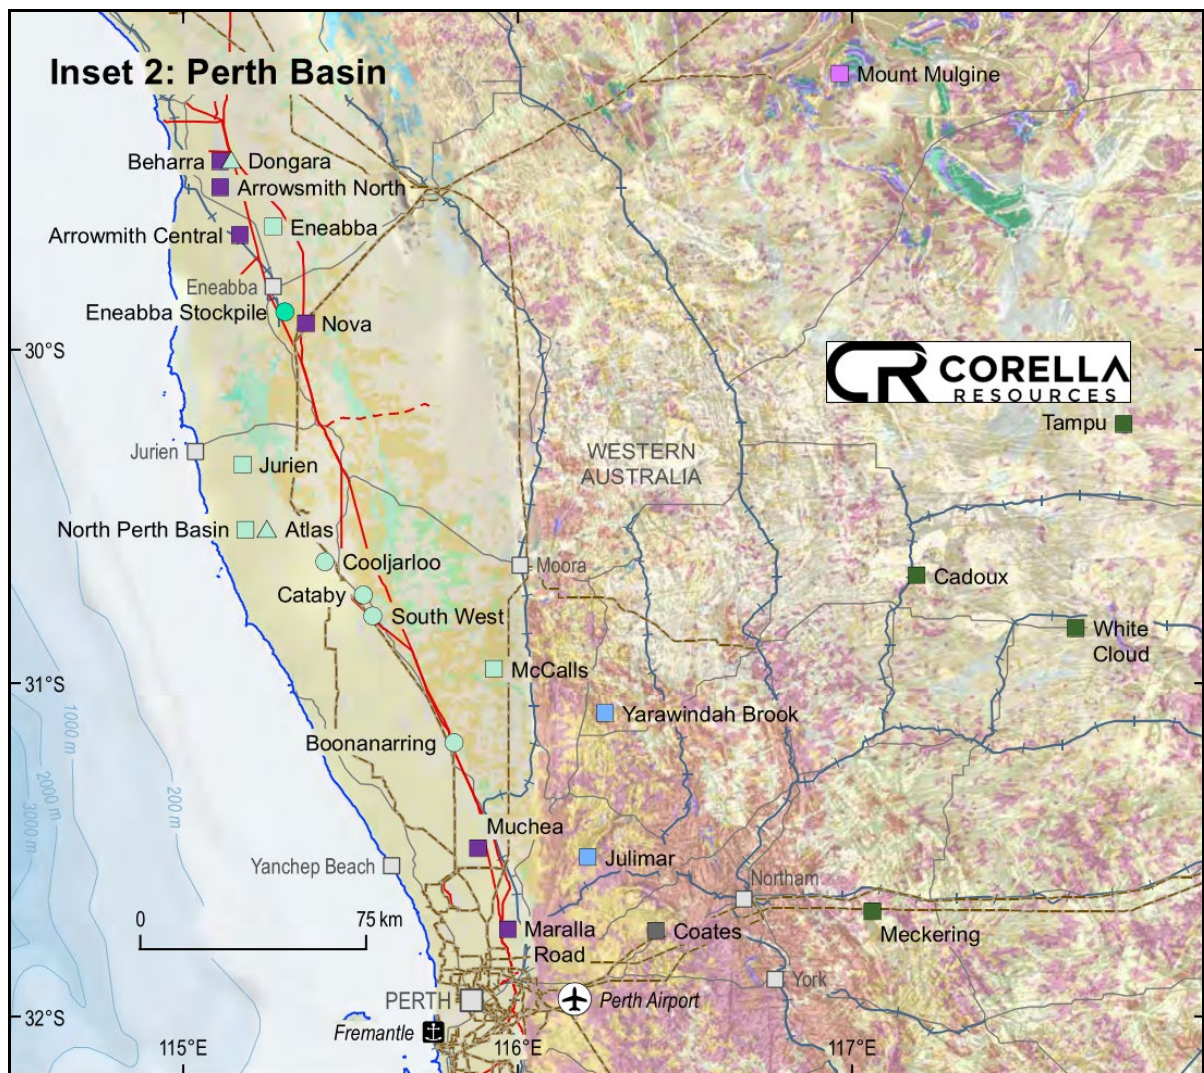 Inset 2: Perth Basin
Mount Mulgine
Beharra
Dongara
Arrowsmith North
Eneabba
Arrowmith Central
Eneabba
Eneabba Stockpile
Nova
30°S
CR CORELLA
RESOURCES
Tampu
WESTERN
AUSTRALIA
Jurien
Jurien
North Perth Basin
Atlas
Cooljarloo
Moora
Cadoux
Cataby
South West
White
Cloud
McCalls
31°S
Yarawindah Brook
1000 m
Boonanarring
2000 m
3000 m
200 m
Muchea
Julimar
Yanchep Beach
Northam
0
75 km
Maralla
Road
Coates
Meckering
York
PERTH
Perth Airport
Fremantle
32°S
115°E
116°E
117°E